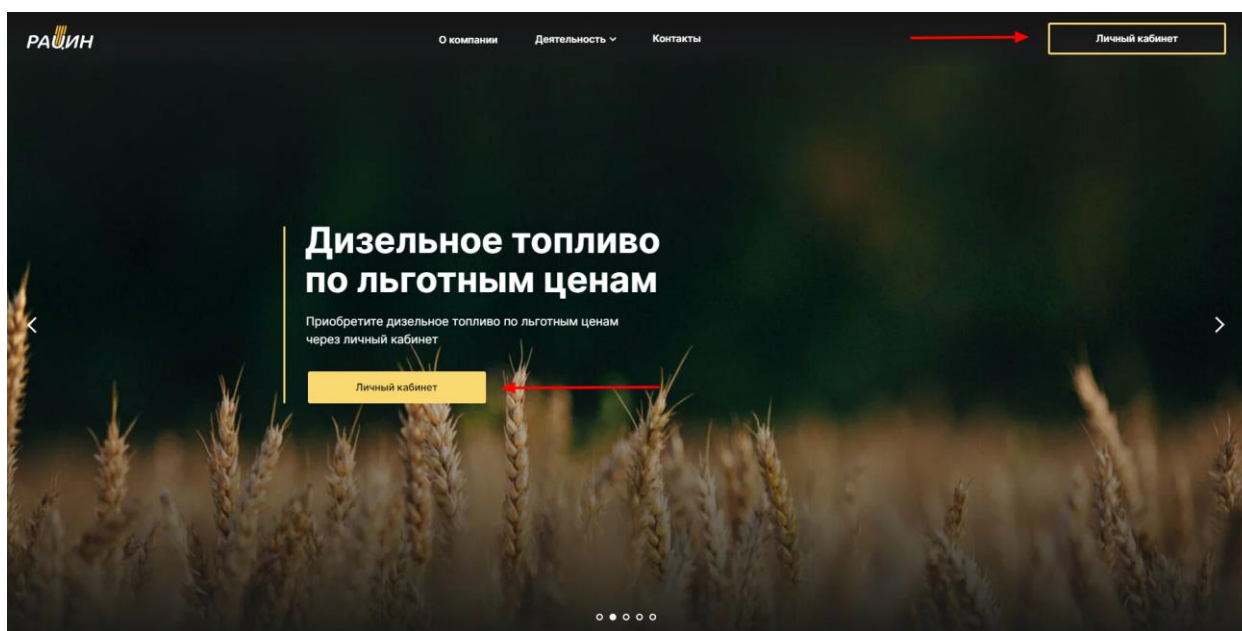 РАЦИН
О компании
Деятельность
Контакты
Личный кабинет
Дизельное топливо
по льготным ценам
Приобретите дизельное топливо по льготным ценам
через личный кабинет
Личный кабинет